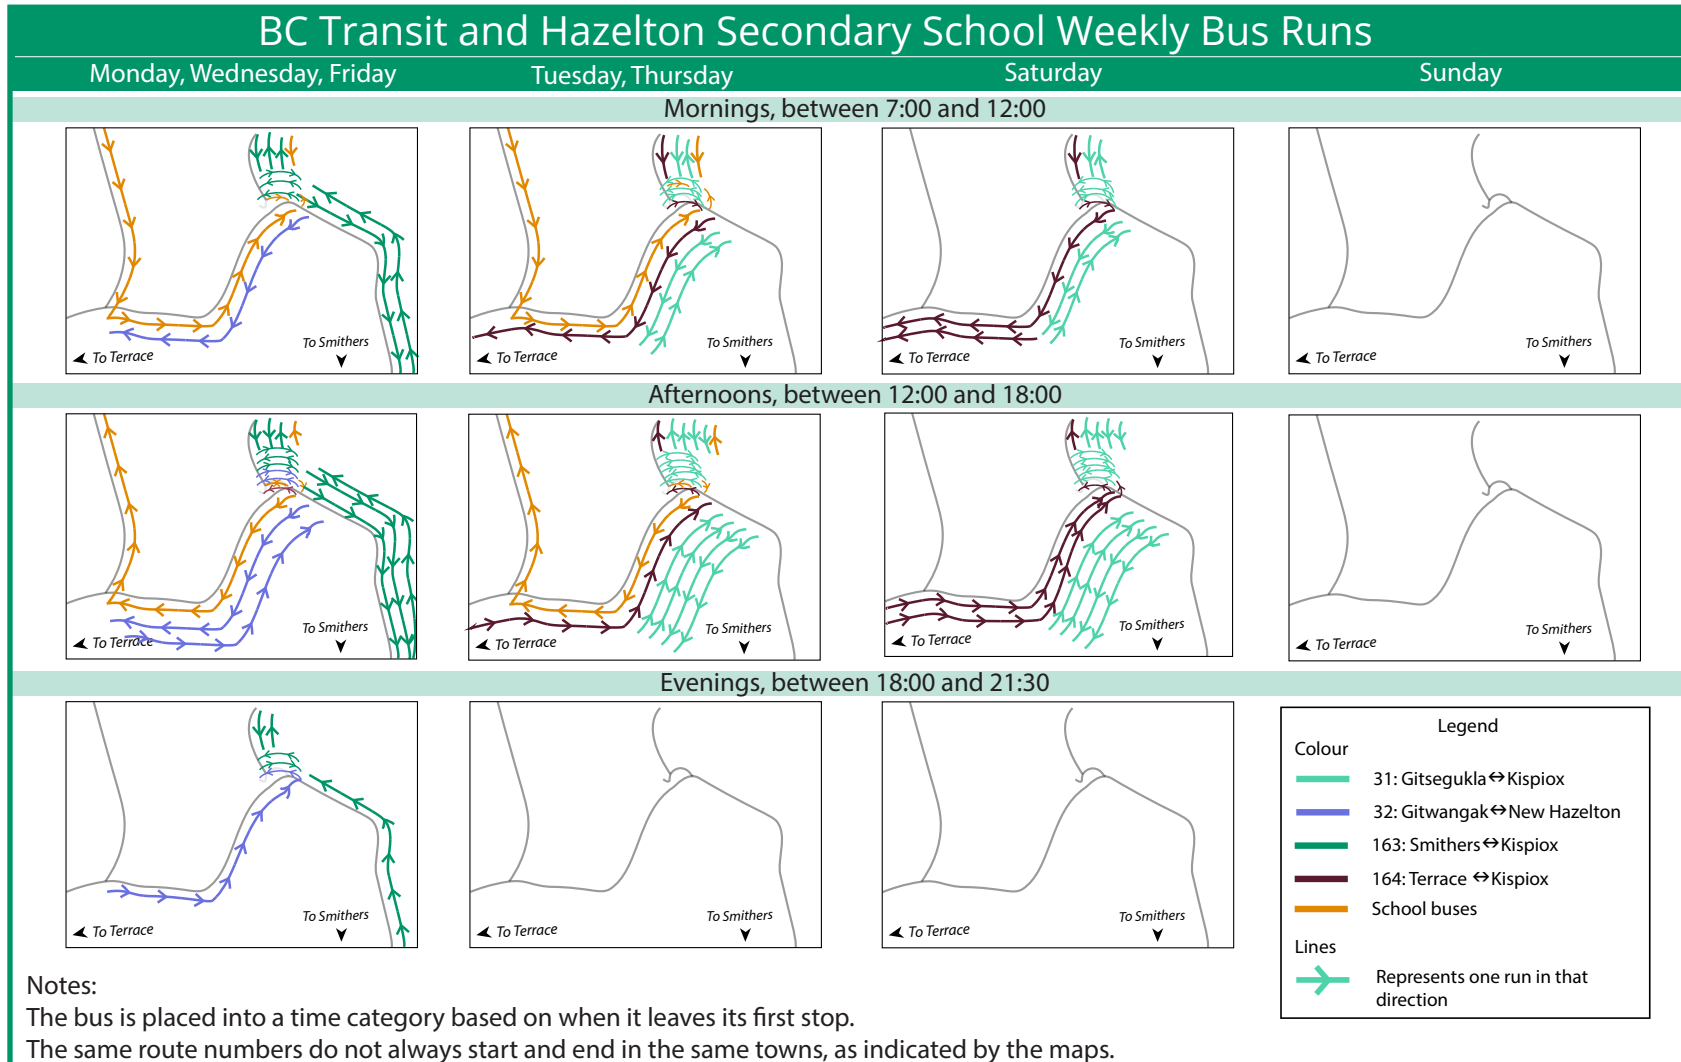 BC Transit and Hazelton Secondary School Weekly Bus Runs
Monday, Wednesday, Friday
Tuesday, Thursday
Saturday
Sunday
Mornings, between 7:00 and 12:00
To Terrace
To Smithers
To Terrace
To Smithers
To Terrace
To Smithers
To Terrace
To Smithers
Afternoons, between 12:00 and 18:00
To Terrace
To Smithers
To Terrace
To Smithers
To Terrace
To Smithers
To Terrace
To Smithers
Evenings, between 18:00 and 21:30
To Terrace
To Smithers
To Terrace
To Smithers
To Terrace
To Smithers
Legend
Colour
31: Gitsegukla↔Kispiox
32: Gitwangak↔New Hazelton
163: Smithers↔Kispiox
164: Terrace ↔Kispiox
School buses
Lines
Represents one run in that
direction
Notes:
The bus is placed into a time category based on when it leaves its first stop.
The same route numbers do not always start and end in the same towns, as indicated by the maps.